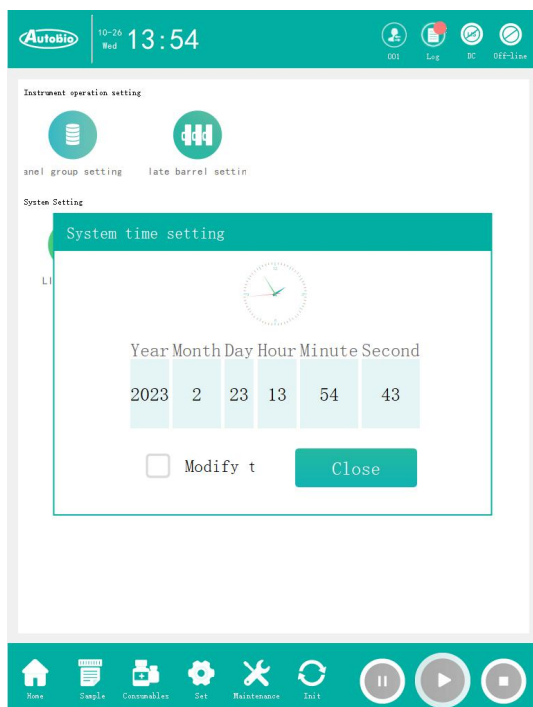 AutoBio
10-26
Wed
13:54
001
Log
DC
Off-line
Instrument operation setting
anel group setting
late barrel settin
System Setting
LI
System time setting
Year Month Day Hour Minute Second
2023 2 23 13 54 43
Modify t
Close
Home
Sample
Consumables
Set
Maintenance
Init